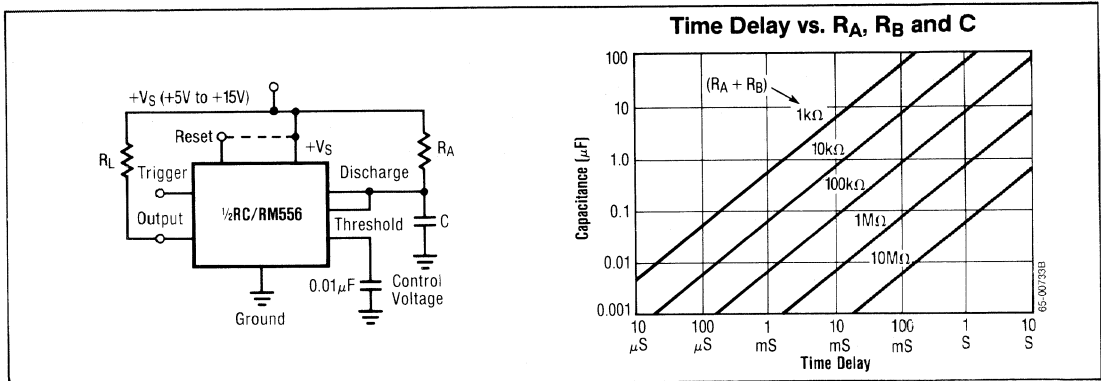 +VS (+5V to +15V)
Reset
+VS
RL
RA
Trigger
Discharge
Output
½RC/RM556
Threshold
C
0.01μF
Control
Voltage
Ground
Time Delay vs. RA, RB and C
100
10
1.0
0.1
0.01
0.001
Capacitance (μF)
(RA + RB)
1kΩ
10kΩ
100kΩ
1MΩ
10MΩ
10 100 1 10 100 1 10
μS μS mS mS mS S S
Time Delay
65-00733B